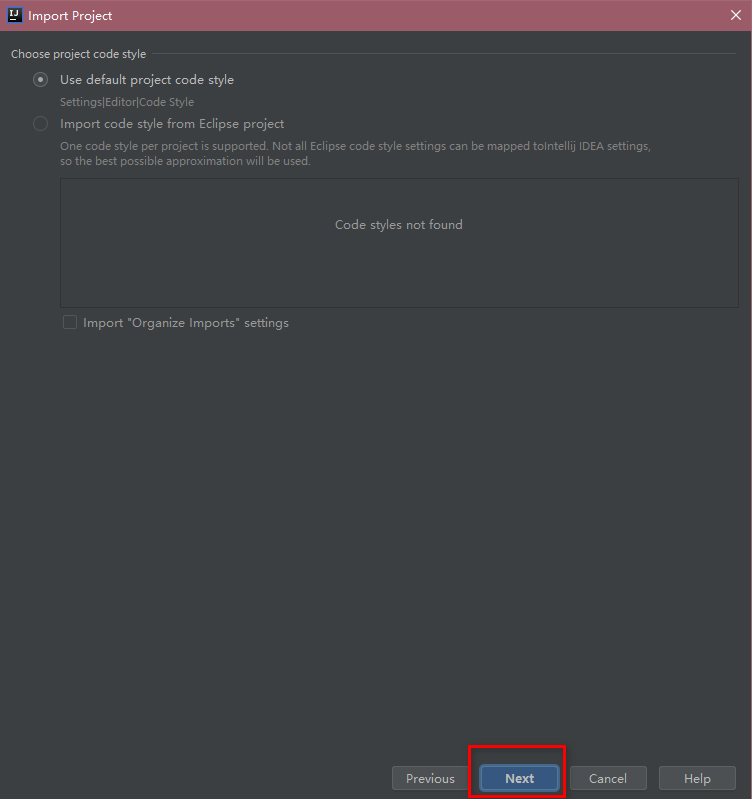 IJ
Import Project
Choose project code style
Use default project code style
Settings|Editor|Code Style
Import code style from Eclipse project
One code style per project is supported. Not all Eclipse code style settings can be mapped toIntellij IDEA settings,
so the best possible approximation will be used.
Code styles not found
Import "Organize Imports" settings
Previous Next Cancel Help